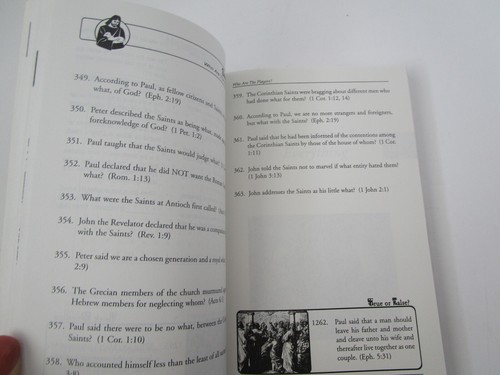 349. According to Paul, as fellow citizens and
what, of God? (Eph. 2:19)
350. Peter described the Saints as being what,
foreknowledge of God? (1 Pet. 1:2)
351. Paul taught that the Saints would judge what?
352. Paul declared that he did NOT want the Roman
what? (Rom. 1:13)
353. What were the Saints at Antioch first called?
354. John the Revelator declared that he was a
with the Saints? (Rev. 1:9)
355. Peter said we are a chosen generation and a royal
2:9)
356. The Grecian members of the church murmured
Hebrew members for neglecting whom? (Acts 6:
357. Paul said there were to be no what, between the
Saints? (1 Cor. 1:10)
358. Who accounted himself less than the least of all
3:8)
Who Are The Players?
359. The Corinthian Saints were bragging about different men who
had done what for them? (1 Cor. 1:12, 14)
360. According to Paul, we are no more strangers and foreigners,
but what with the Saints? (Eph. 2:19)
361. Paul said that he had been informed of the contentions among
the Corinthian Saints by those of the house of whom? (1 Cor.
1:11)
362. John told the Saints not to marvel if what entity hated them?
(1 John 3:13)
363. John addresses the Saints as his little what? (1 John 2:1)
True or False?
1262. Paul said that a man should
leave his father and mother
and cleave unto his wife and
thereafter live together as one
couple. (Eph. 5:31)